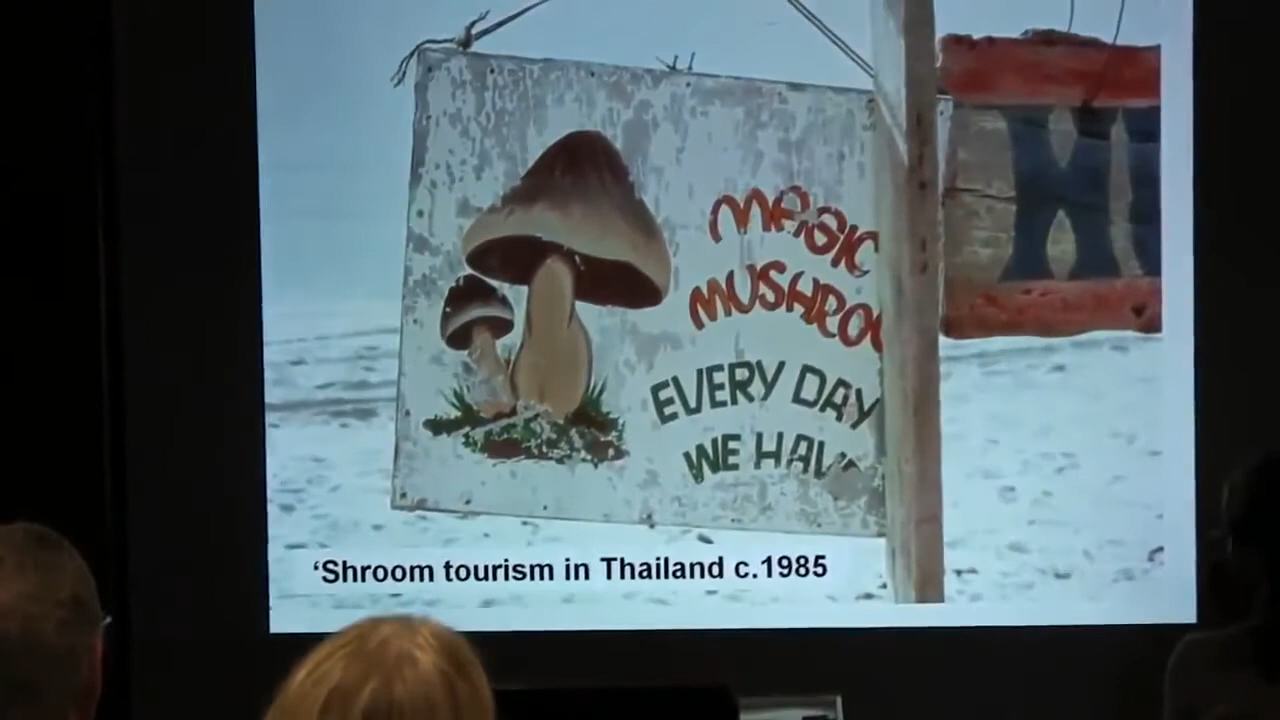 MAGIC
MUSHROO
EVERY DAY
WE HAV
‘Shroom tourism in Thailand c.1985